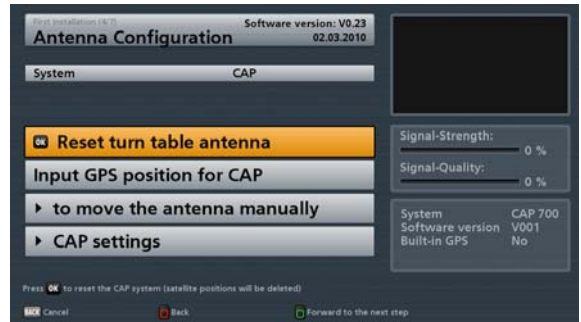 First installation (4/7)
Antenna Configuration
Software version: V0.23
02.03.2010
System CAP
OK Reset turn table antenna
Input GPS position for CAP
to move the antenna manually
CAP settings
Signal-Strength:
0 %
Signal-Quality:
0 %
System CAP 700
Software version V001
Built-in GPS No
Press OK to reset the CAP system (satellite positions will be deleted)
BACK Cancel Back Forward to the next step